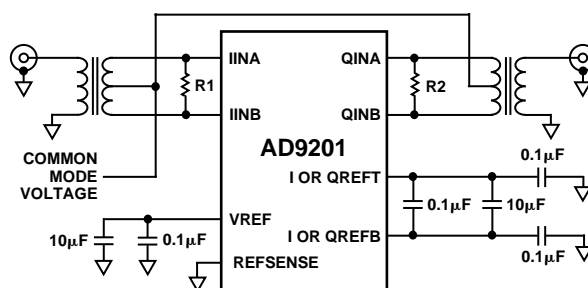 IINA
QINA
R1
R2
IINB
QINB
AD9201
COMMON
MODE
VOLTAGE
0.1μF
I OR QREFT
0.1μF
10μF
VREF
10μF
0.1μF
I OR QREFB
0.1μF
REFSENSE